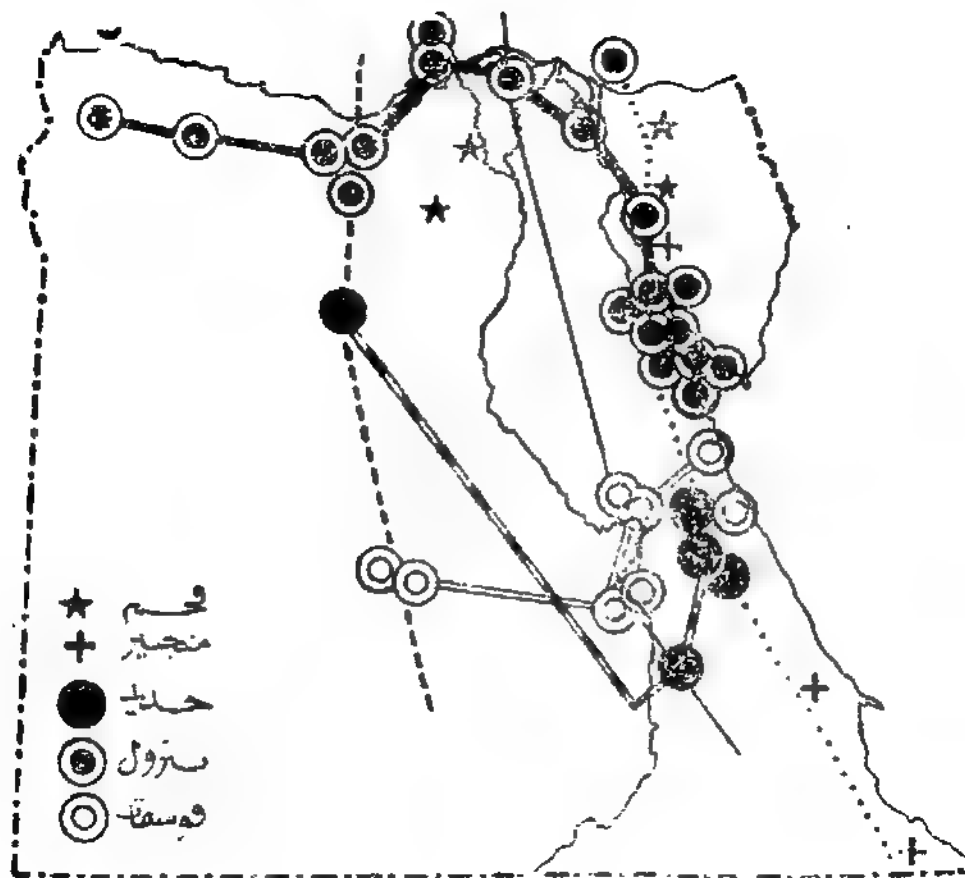 فحم
منجنيز
حديد
بترول
فوسفات